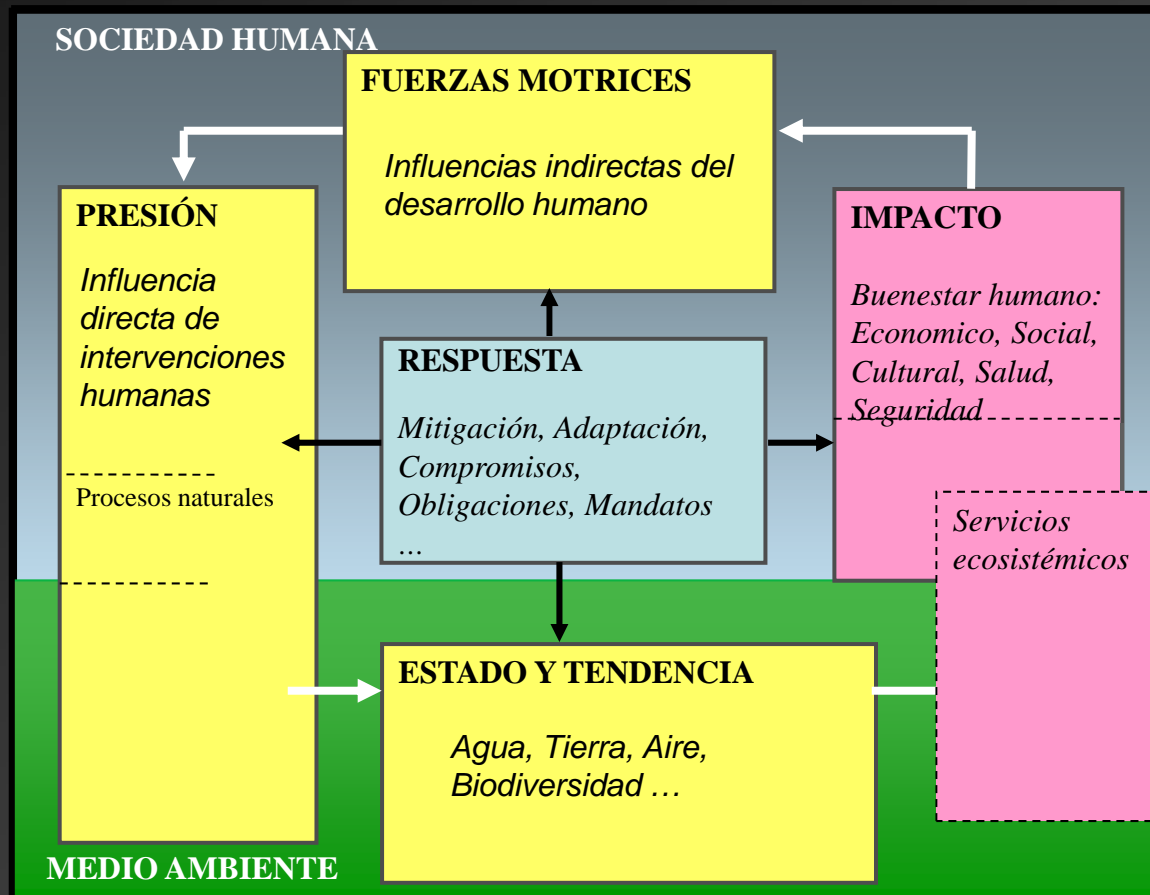 SOCIEDAD HUMANA
FUERZAS MOTRICES
Influencias indirectas del
desarrollo humano
PRESIÓN
Influencia
directa de
intervenciones
humanas
Procesos naturales
RESPUESTA
Mitigación, Adaptación,
Compromisos,
Obligaciones, Mandatos
...
IMPACTO
Buenestar humano:
Economico, Social,
Cultural, Salud,
Seguridad
Servicios
ecosistémicos
ESTADO Y TENDENCIA
Agua, Tierra, Aire,
Biodiversidad ...
MEDIO AMBIENTE